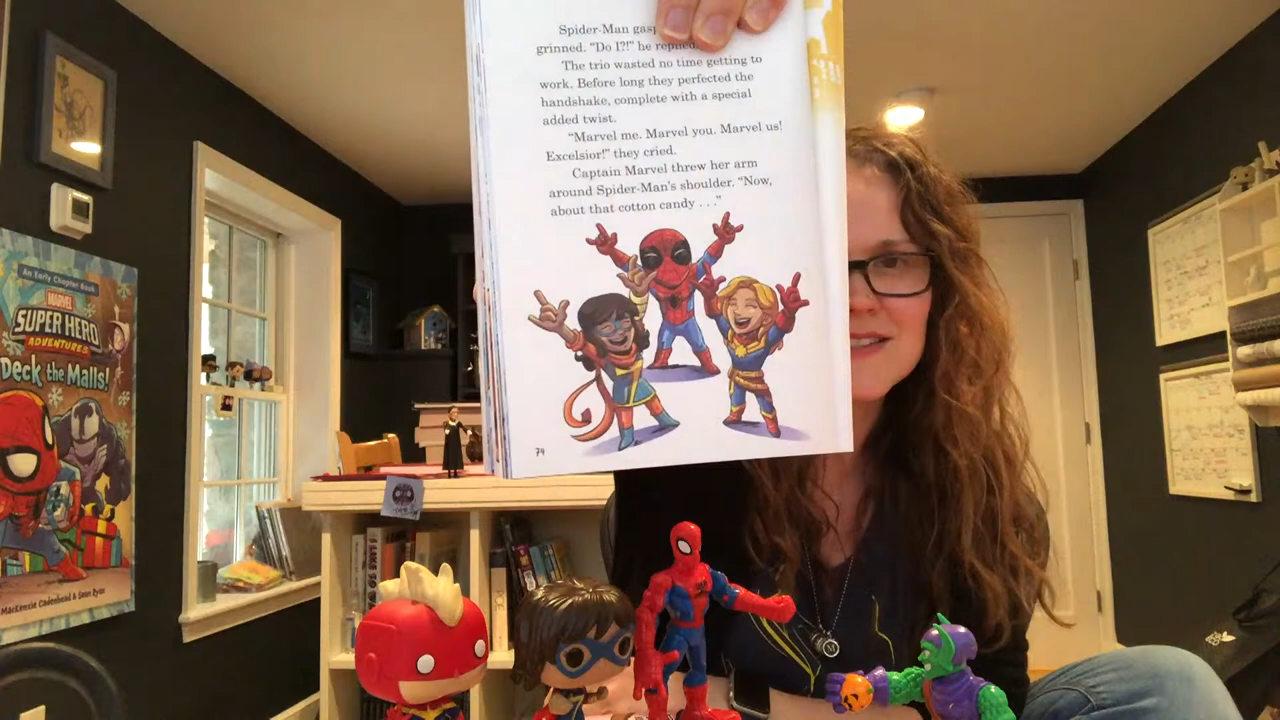 Spider-Man
grinned. "Do I?!" he replied.
The trio wasted no time getting to
work. Before long they perfected the
handshake, complete with a special
added twist.
"Marvel me. Marvel you. Marvel us!
Excelsior!" they cried.
Captain Marvel threw her arm
around Spider-Man's shoulder. "Now,
about that cotton candy . . ."
74
An Early Chapter Book
MARVEL
SUPER HERO
ADVENTURES
Deck the Malls!
MacKenzie Cadenhead & Sean Ryan
M